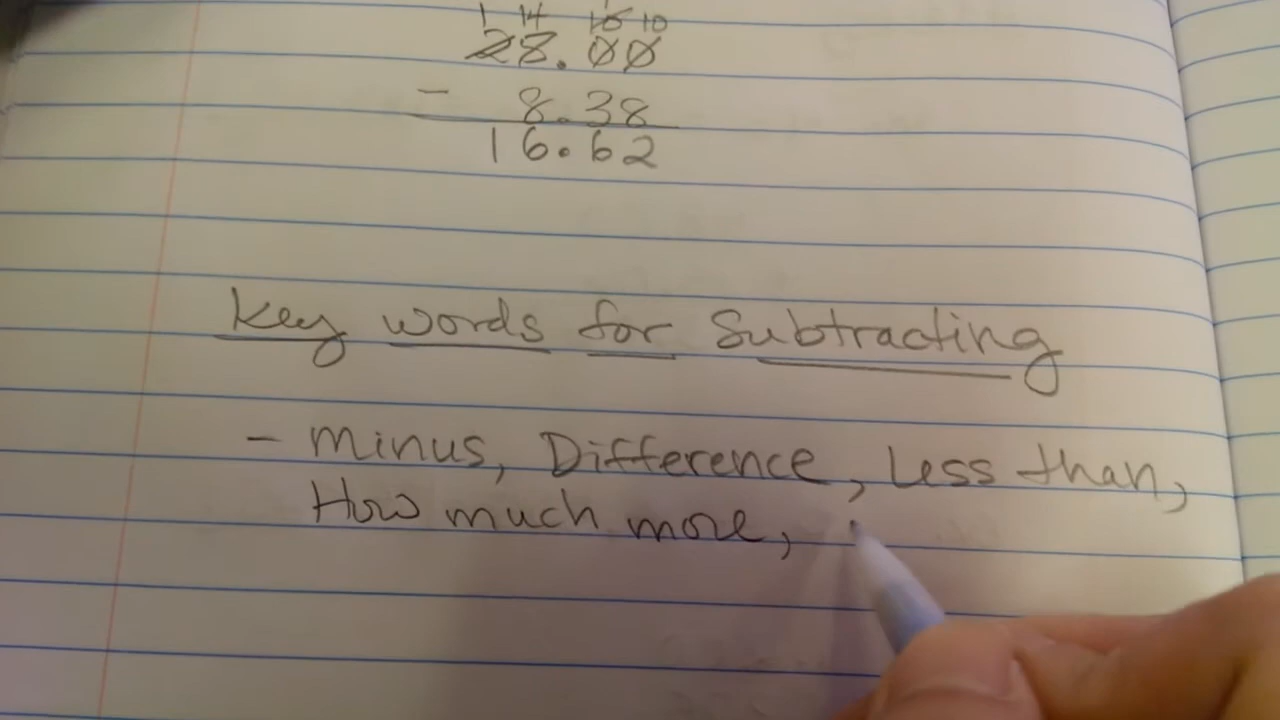 1 14 10 10
25.00
- 8.38
16.62
Key words for Subtracting
- Minus, Difference, Less than,
How much more,